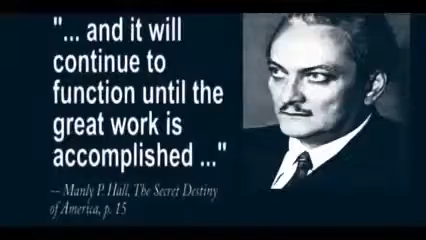 "... and it will
continue to
function until the
great work is
accomplished ..."
-- Manly P. Hall, The Secret Destiny
of America, p. 15